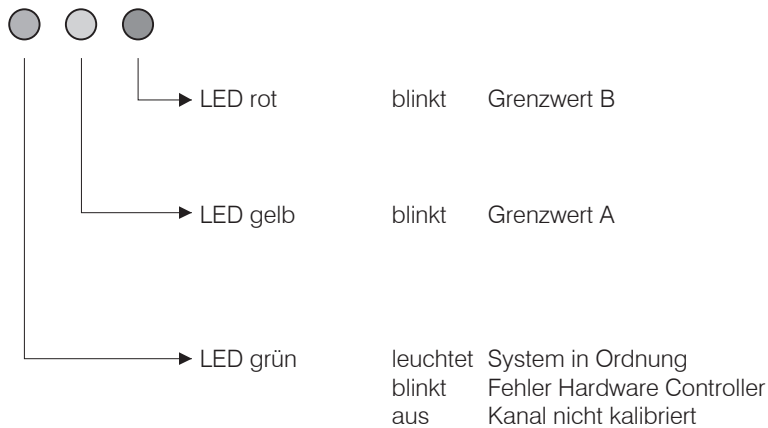 LED rot blinkt Grenzwert B
LED gelb blinkt Grenzwert A
LED grün leuchtet System in Ordnung
blinkt Fehler Hardware Controller
aus Kanal nicht kalibriert